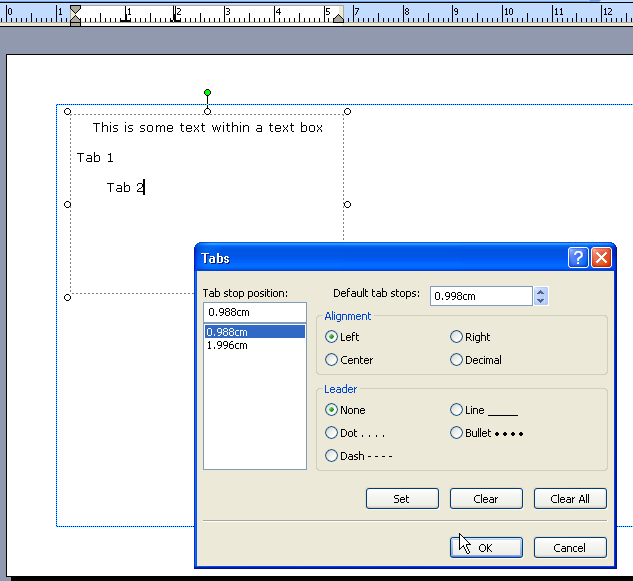 0 1 1 2 3 4 5 7 8 9 10 11 12
This is some text within a text box
Tab 1
Tab 2
Tabs
Tab stop position:
Default tab stops:
0.988cm
0.998cm
0.988cm
1.996cm
Alignment
Left Right
Center Decimal
Leader
None Line _____
Dot . . . . Bullet • • • •
Dash - - - -
Set Clear Clear All
OK Cancel